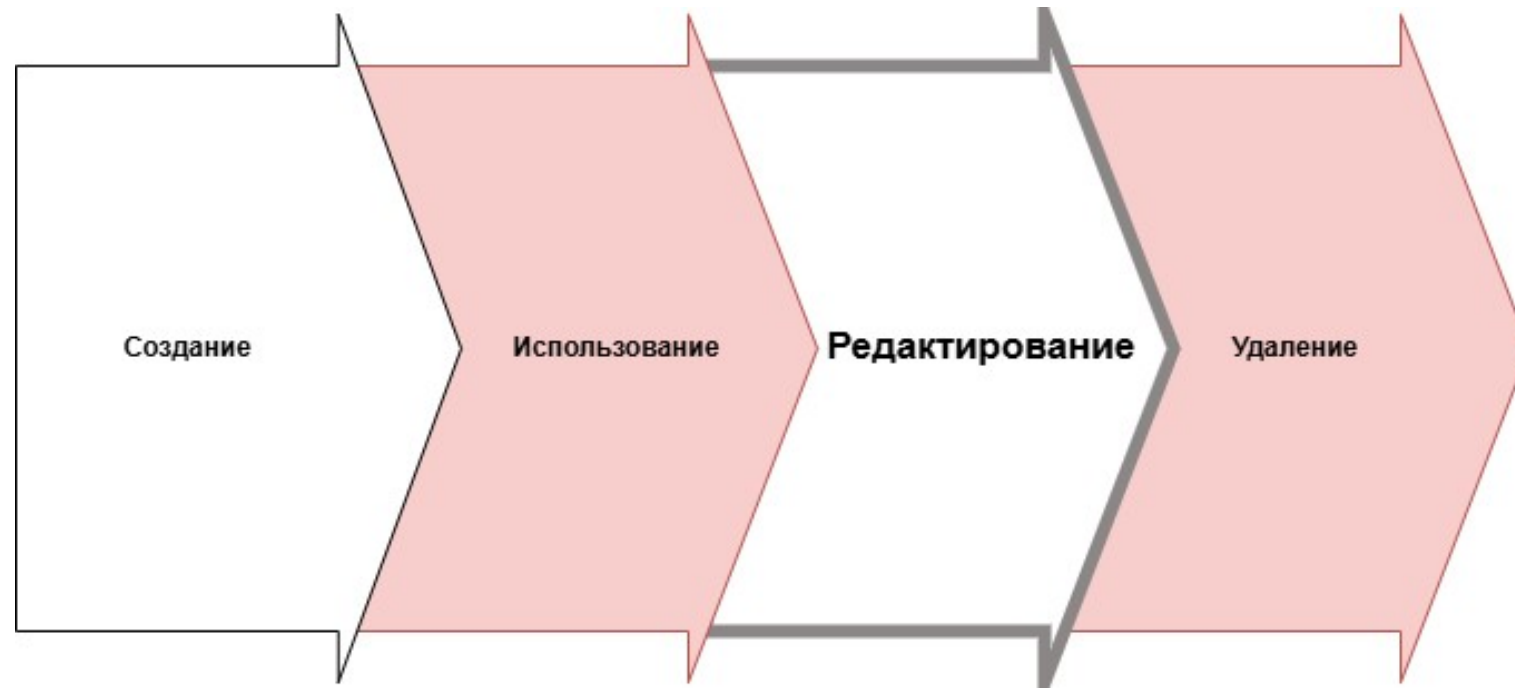 Создание
Использование
Редактирование
Удаление